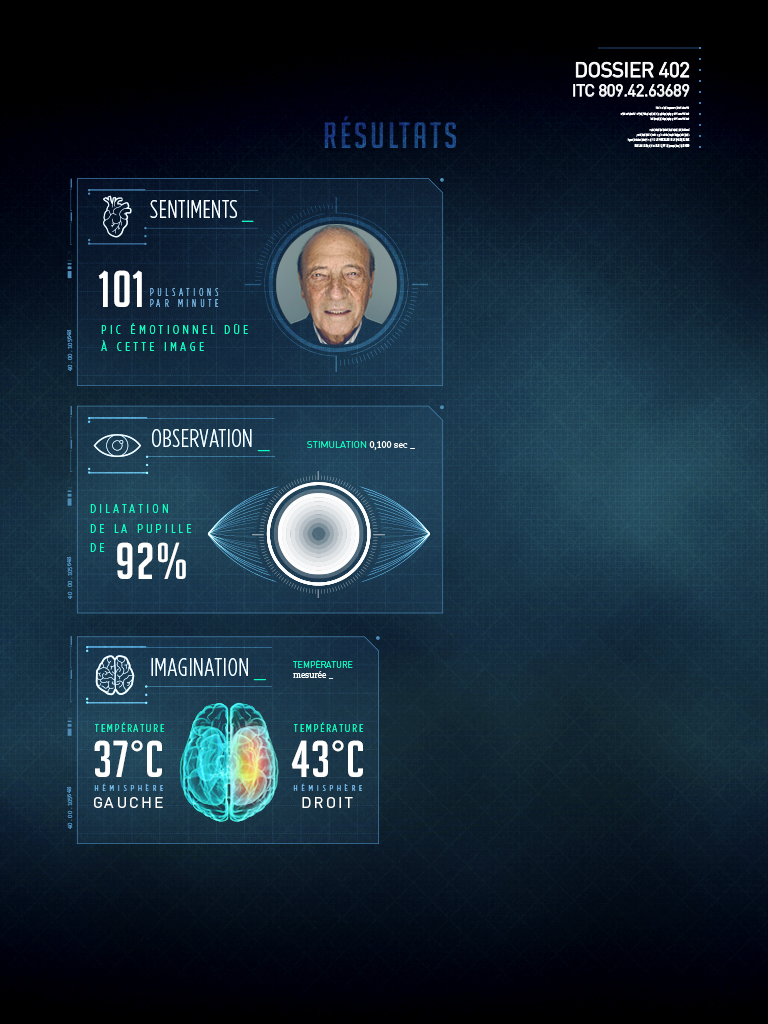 DOSSIER 402
ITC 809.42.63689
RÉSULTATS
SENTIMENTS _
101 PULSATIONS
PAR MINUTE
PIC ÉMOTIONNEL DÛE
À CETTE IMAGE
OBSERVATION _
STIMULATION 0,100 sec _
DILATATION
DE LA PUPILLE
DE 92%
IMAGINATION _
TEMPÉRATURE
mesurée _
TEMPÉRATURE
37°C
HÉMISPHÈRE
GAUCHE
TEMPÉRATURE
43°C
HÉMISPHÈRE
DROIT